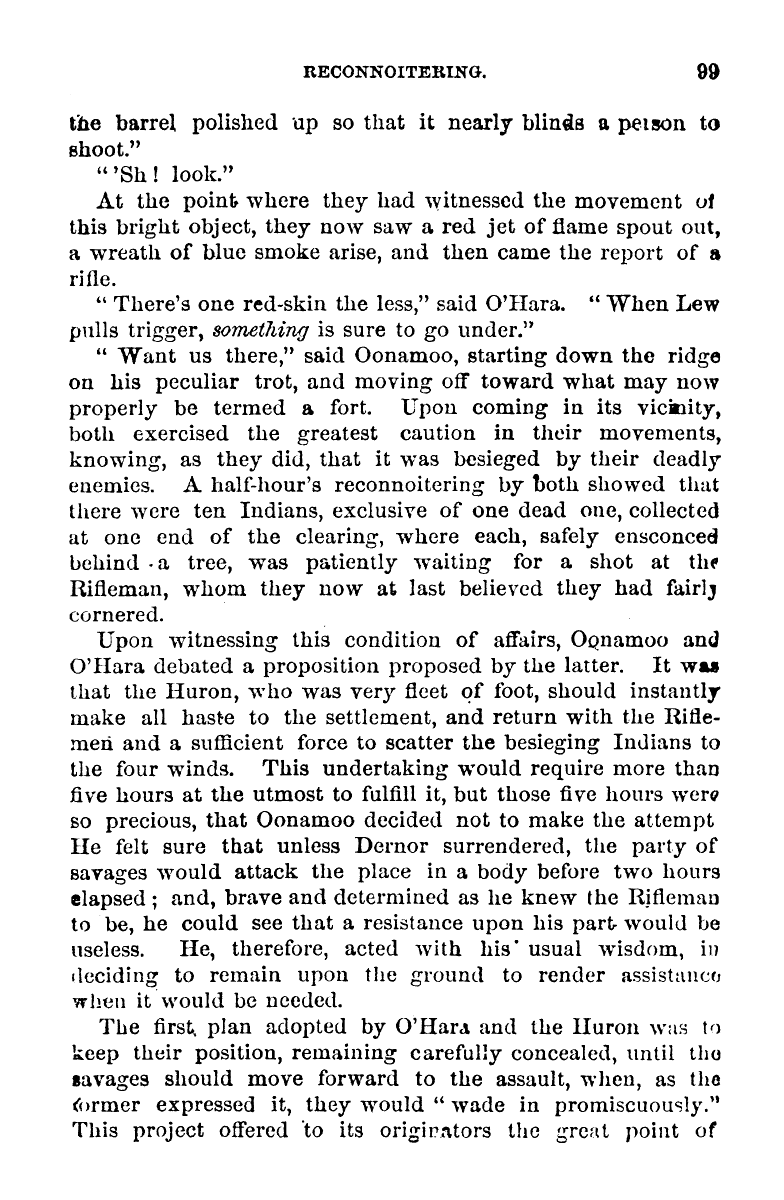 RECONNOITERING. 99
the barrel polished up so that it nearly blinds a person to
shoot.”
“ ’Sh ! look.”
At the point where they had witnessed the movement of
this bright object, they now saw a red jet of flame spout out,
a wreath of blue smoke arise, and then came the report of a
rifle.
“ There’s one red-skin the less,” said O’Hara. “ When Lew
pulls trigger, something is sure to go under.”
“ Want us there,” said Oonamoo, starting down the ridge
on his peculiar trot, and moving off toward what may now
properly be termed a fort. Upon coming in its vicinity,
both exercised the greatest caution in their movements,
knowing, as they did, that it was besieged by their deadly
enemies. A half-hour’s reconnoitering by both showed that
there were ten Indians, exclusive of one dead one, collected
at one end of the clearing, where each, safely ensconced
behind a tree, was patiently waiting for a shot at the
Rifleman, whom they now at last believed they had fairly
cornered.
Upon witnessing this condition of affairs, Oonamoo and
O’Hara debated a proposition proposed by the latter. It was
that the Huron, who was very fleet of foot, should instantly
make all haste to the settlement, and return with the Rifle-
men and a sufficient force to scatter the besieging Indians to
the four winds. This undertaking would require more than
five hours at the utmost to fulfill it, but those five hours were
so precious, that Oonamoo decided not to make the attempt
He felt sure that unless Dernor surrendered, the party of
savages would attack the place in a body before two hours
elapsed ; and, brave and determined as he knew the Rifleman
to be, he could see that a resistance upon his part would be
useless. He, therefore, acted with his usual wisdom, in
deciding to remain upon the ground to render assistance
when it would be needed.
The first plan adopted by O’Hara and the Huron was to
keep their position, remaining carefully concealed, until the
savages should move forward to the assault, when, as the
former expressed it, they would “ wade in promiscuously.”
This project offered to its originators the great point of